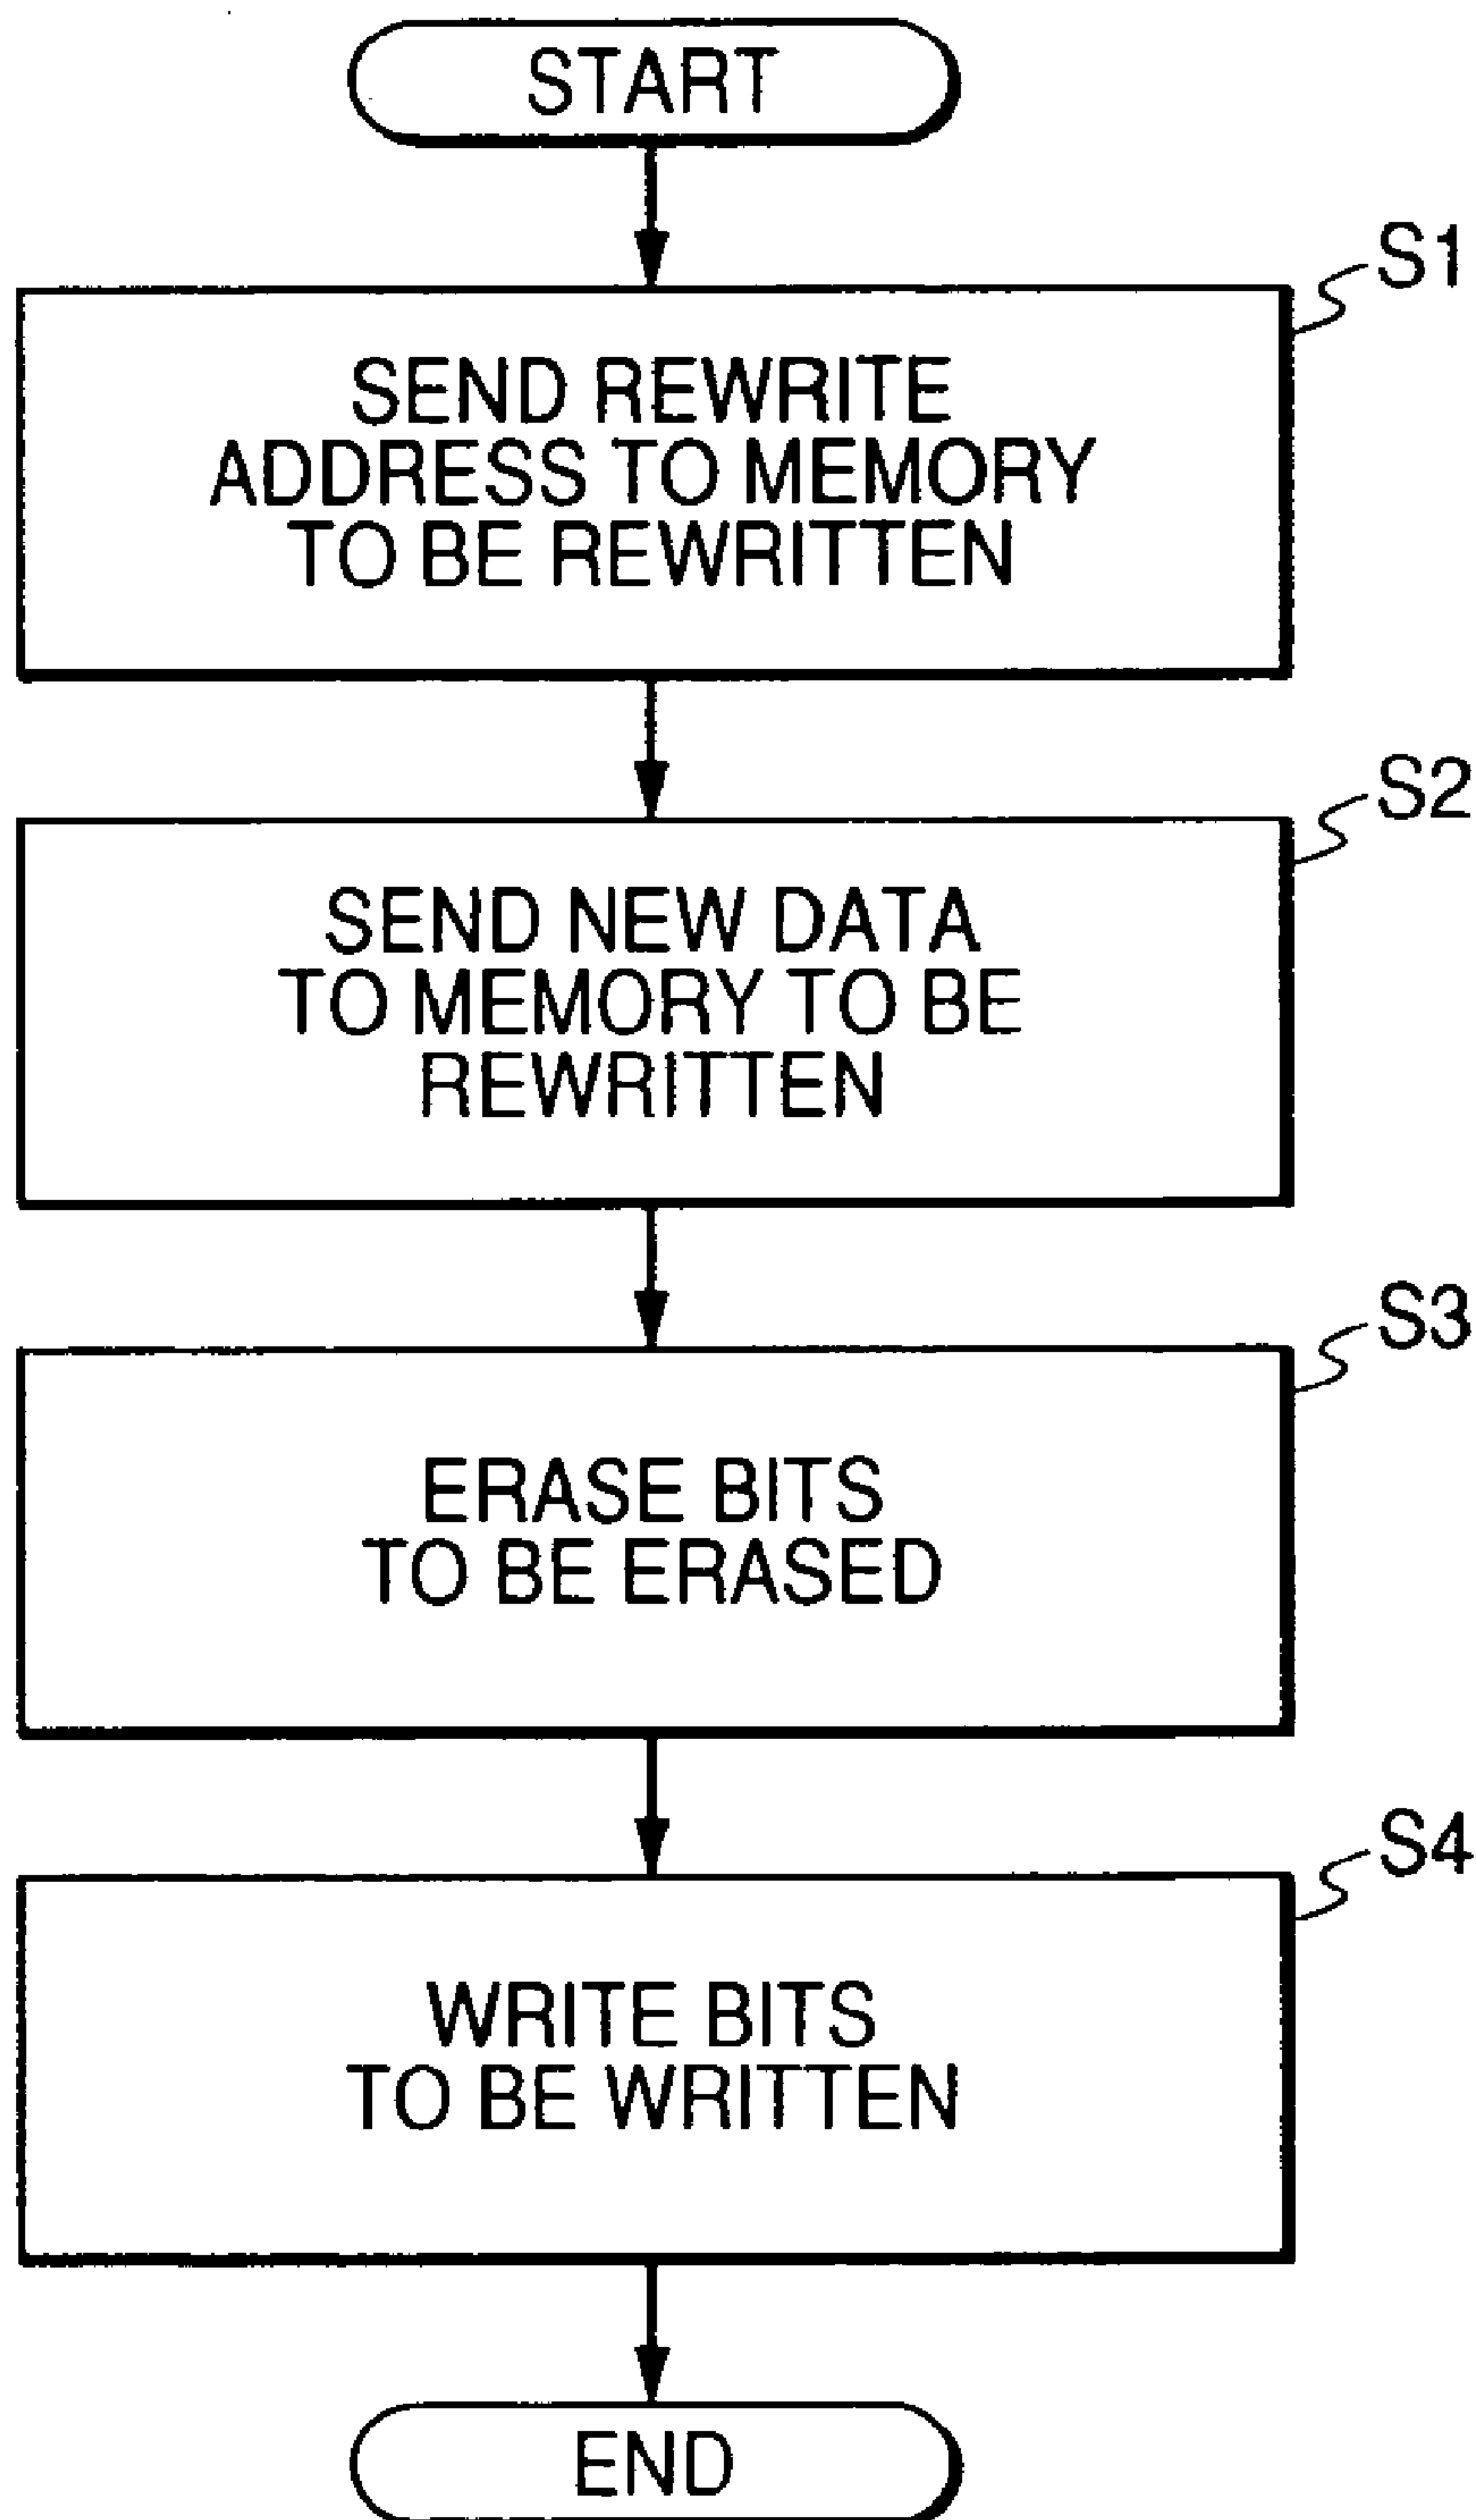 START
S1
SEND REWRITE
ADDRESS TO MEMORY
TO BE REWRITTEN
S2
SEND NEW DATA
TO MEMORY TO BE
REWRITTEN
S3
ERASE BITS
TO BE ERASED
S4
WRITE BITS
TO BE WRITTEN
END